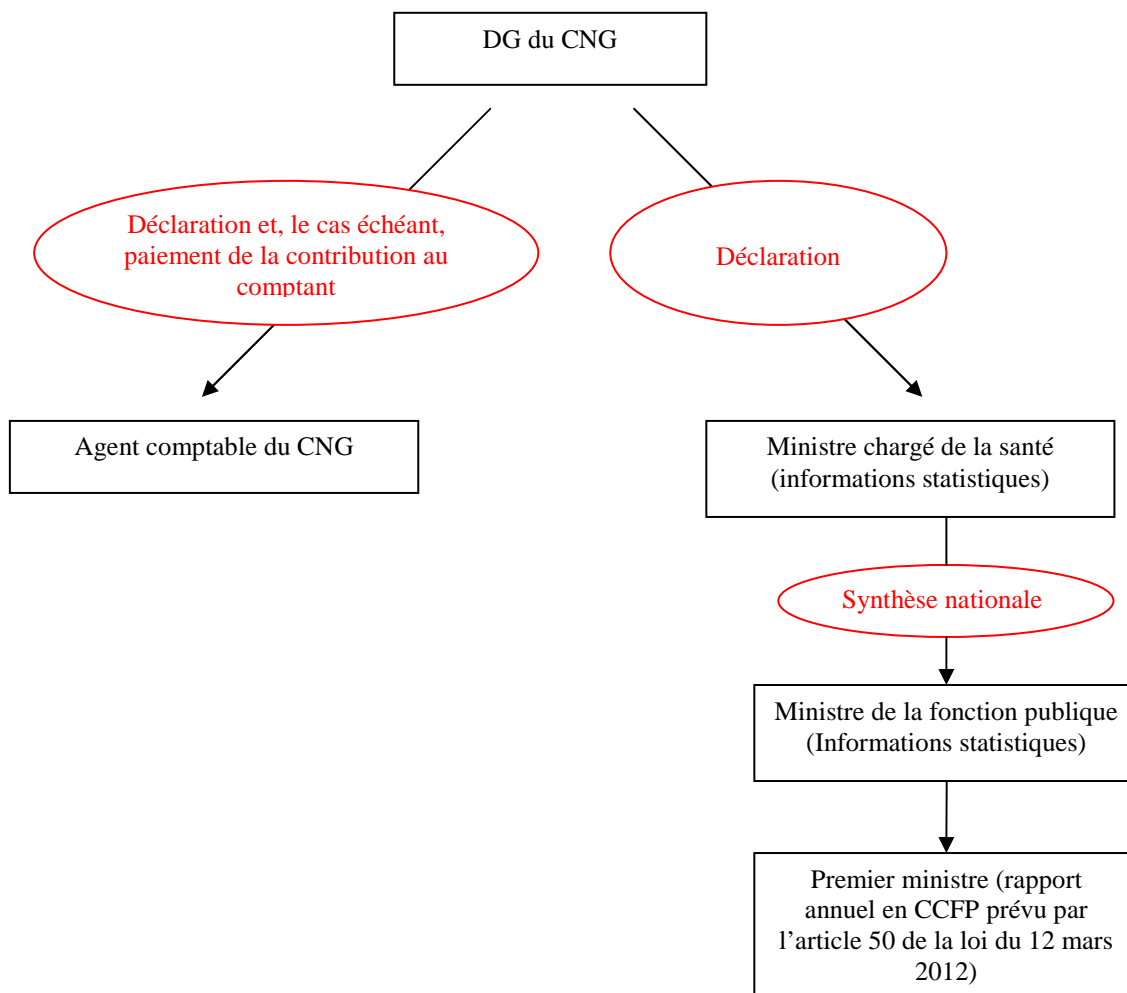 DG du CNG
Déclaration et, le cas échéant,
paiement de la contribution au
comptant
Déclaration
Agent comptable du CNG
Ministre chargé de la santé
(informations statistiques)
Synthèse nationale
Ministre de la fonction publique
(Informations statistiques)
Premier ministre (rapport
annuel en CCFP prévu par
l’article 50 de la loi du 12 mars
2012)